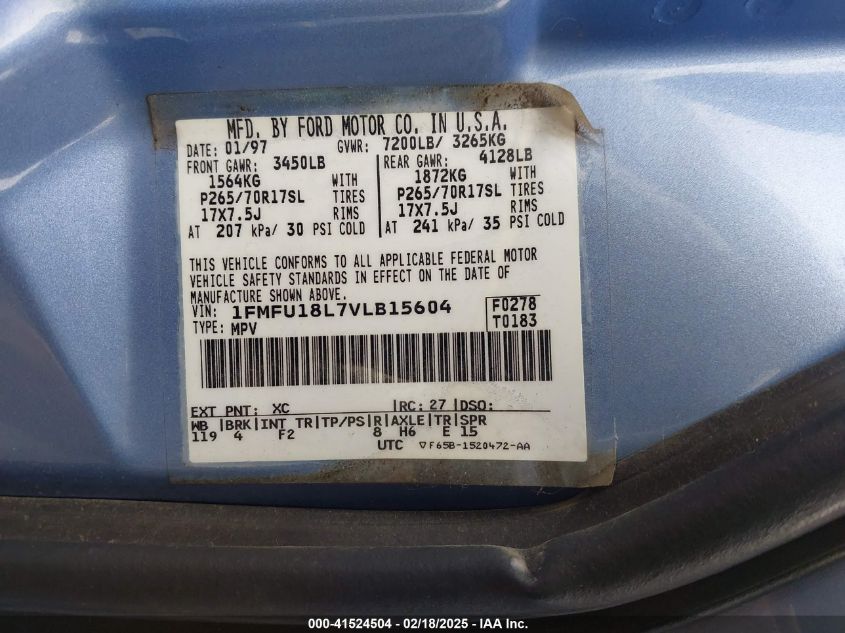 MFD. BY FORD MOTOR CO. IN U.S.A.
DATE: 01/97 GVWR: 7200LB/ 3265KG
FRONT GAWR: 3450LB REAR GAWR: 4128LB
1564KG WITH 1872KG WITH
P265/70R17SL TIRES P265/70R17SL TIRES
17X7.5J RIMS 17X7.5J RIMS
AT 207 kPa/ 30 PSI COLD AT 241 kPa/ 35 PSI COLD
THIS VEHICLE CONFORMS TO ALL APPLICABLE FEDERAL MOTOR
VEHICLE SAFETY STANDARDS IN EFFECT ON THE DATE OF
MANUFACTURE SHOWN ABOVE.
VIN: 1FMFU18L7VLB15604 F0278
TYPE: MPV T0183
EXT PNT: XC |RC: 27 |DSO:
WB |BRK|INT TR|TP/PS|R|AXLE|TR|SPR
119 4 F2 8 H6 E 15
UTC ▽F65B-1520472-AA
000-41524504 - 02/18/2025 - IAA Inc.